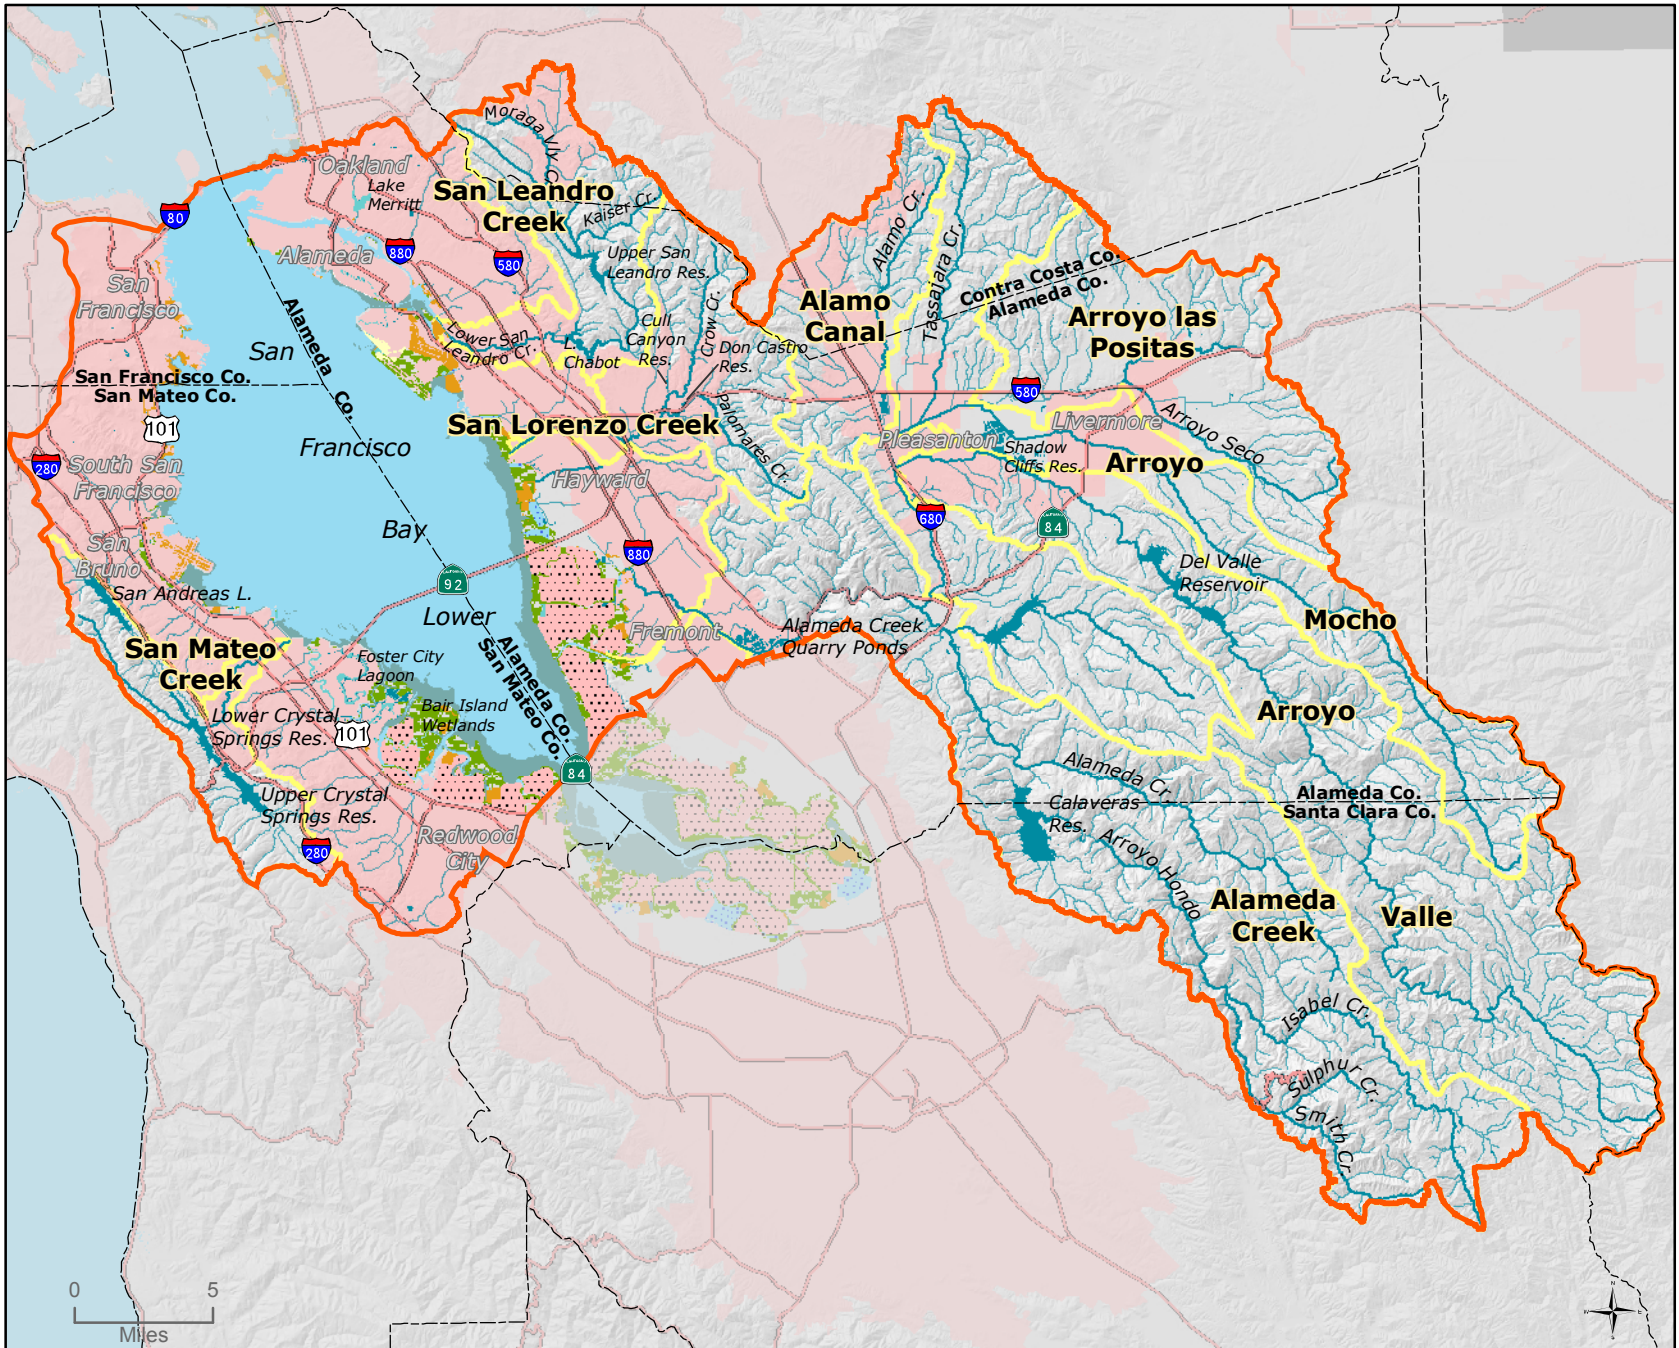 Moraga Vly C
Oakland
Lake
Merritt
San Leandro
Creek
Kaiser Cr.
80
880
Alameda
580
Upper San
Leandro Res.
Alamo Cr.
Tassajara Cr.
Contra Costa Co.
Alameda Co.
San
Francisco
Alameda Co.
San
Francisco
Bay
Lower
Alamo
Canal
Arroyo las
Positas
Lower San
Leandro Cr.
L.
Chabot
Cull
Canyon
Res.
Crow Cr.
Don Castro
Res.
San Francisco Co.
San Mateo Co.
101
580
San Lorenzo Creek
Palomares Cr.
Pleasanton
Livermore
Arroyo Seco
Shadow
Cliffs Res.
Arroyo
280
South San
Francisco
Hayward
680
84
San
Bruno
880
92
Del Valle
Reservoir
San Andreas L.
Mocho
Fremont
Alameda Creek
Quarry Ponds
San Mateo
Creek
Foster City
Lagoon
Alameda Co.
San Mateo Co.
Lower Crystal
Springs Res.
101
Bair Island
Wetlands
Arroyo
84
Alameda Cr.
Upper Crystal
Springs Res.
Calaveras
Res.
Alameda Co.
Santa Clara Co.
Redwood
City
280
Arroyo Hondo
Alameda
Creek
Valle
Isabel Cr.
Sulphur Cr.
Smith Cr.
0 5
Miles
N
W E
S